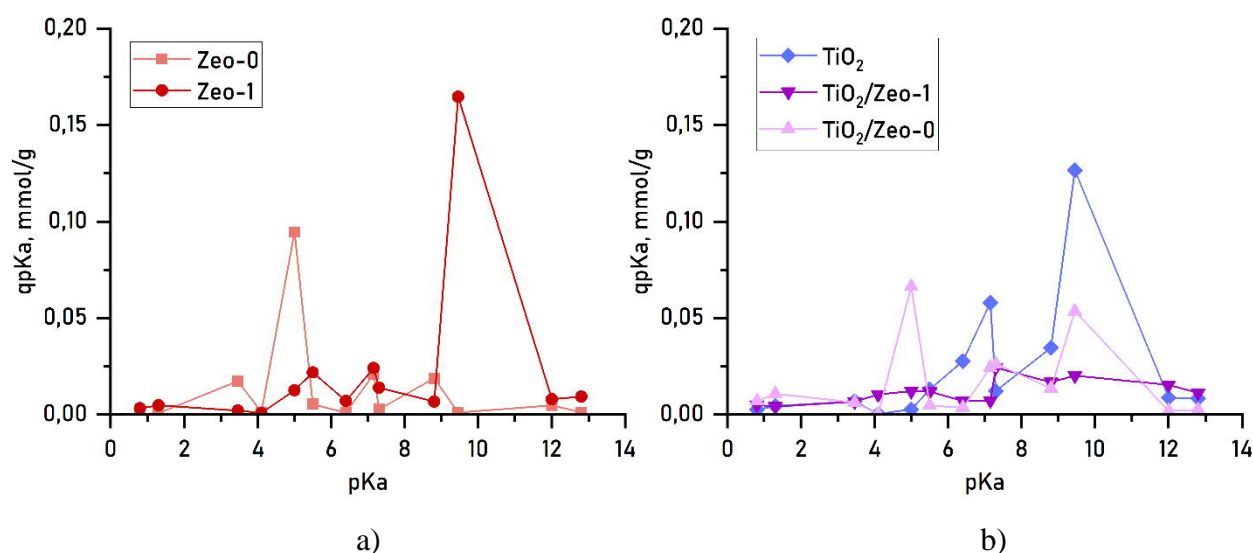 0,20
0,15
0,10
0,05
0,00
qpKa, mmol/g
Zeo-0
Zeo-1
0 2 4 6 8 10 12 14
pKa
a)
0,20
0,15
0,10
0,05
0,00
qpKa, mmol/g
TiO₂
TiO₂/Zeo-1
TiO₂/Zeo-0
0 2 4 6 8 10 12 14
pKa
b)